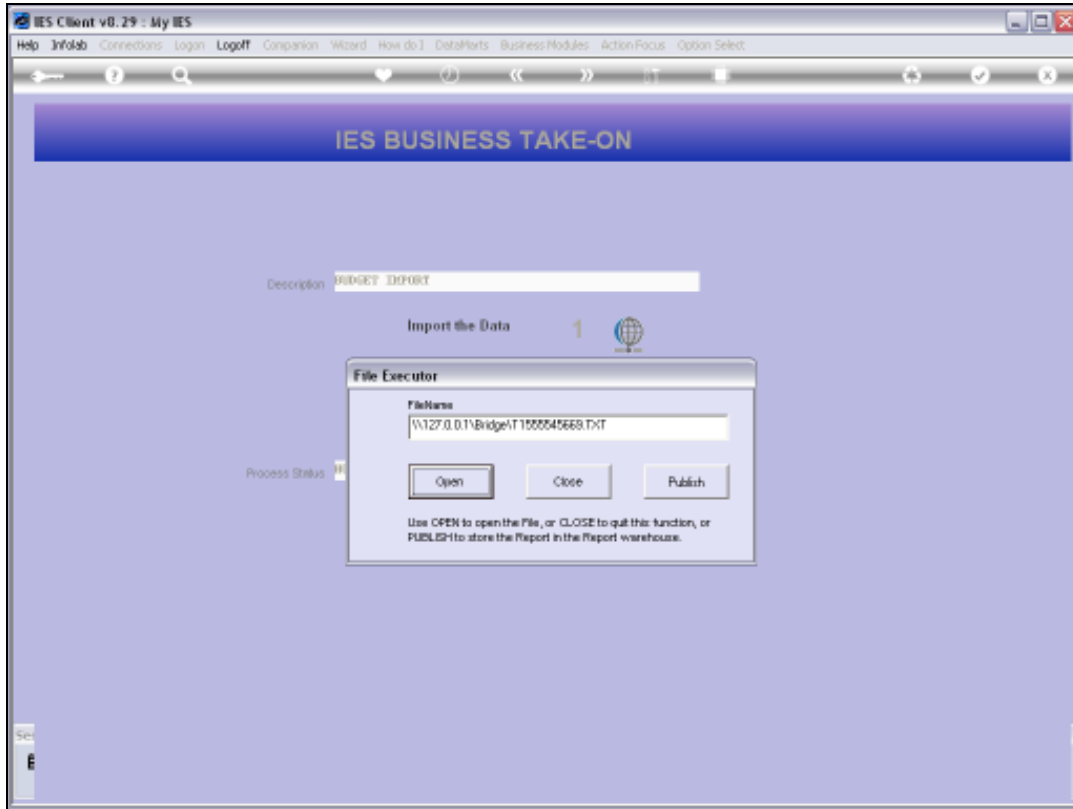 IES Client v8.29 : My IES
Help Infolab Connections Logon Logoff Companion Wizard How do I DataMarts Business Modules Action Focus Option Select
IES BUSINESS TAKE-ON
Description BUDGET IMPORT
Import the Data 1
File Executor
FileName
\\127.0.0.1\Bridge\T1555545669.TXT
Process Status
Open Close Publish
Use OPEN to open the File, or CLOSE to quit this function, or
PUBLISH to store the Report in the Report warehouse.